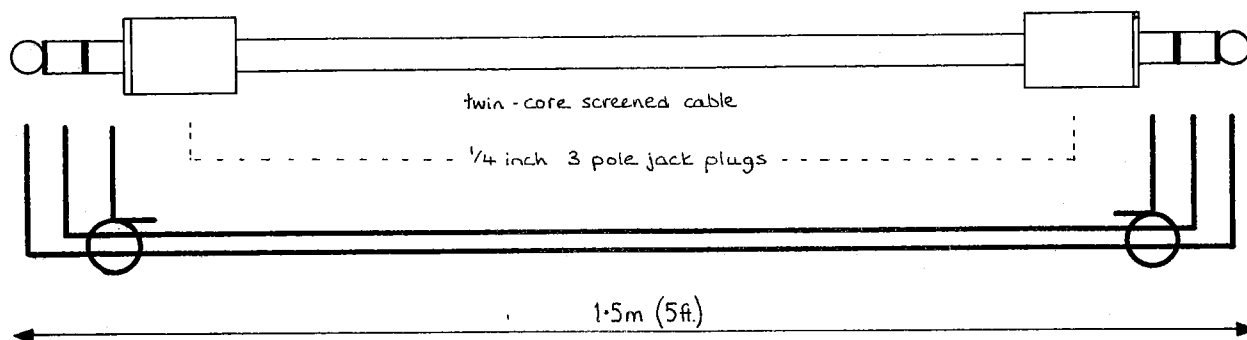 twin-core screened cable
1/4 inch 3 pole jack plugs
1·5m (5ft.)